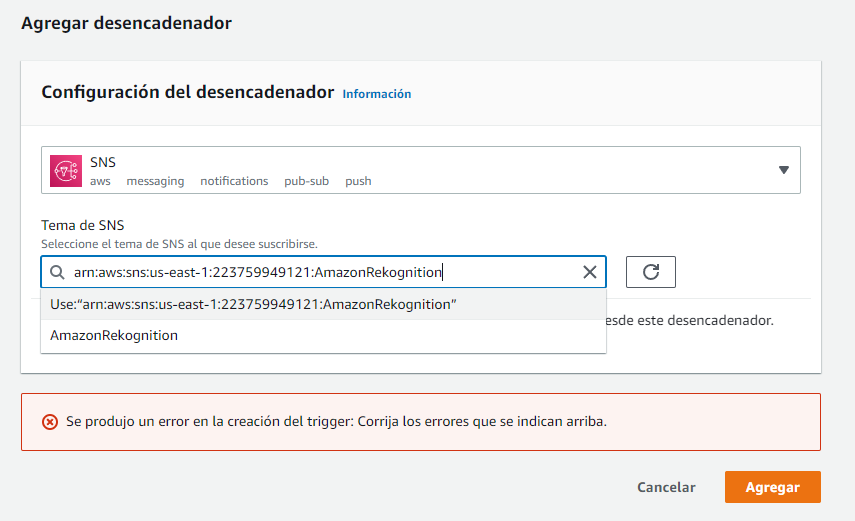 Agregar desencadenador
Configuración del desencadenador Información
SNS
aws messaging notifications pub-sub push
Tema de SNS
Seleccione el tema de SNS al que desee suscribirse.
arn:aws:sns:us-east-1:223759949121:AmazonRekognition
Use:“arn:aws:sns:us-east-1:223759949121:AmazonRekognition”
esde este desencadenador.
AmazonRekognition
Se produjo un error en la creación del trigger: Corrija los errores que se indican arriba.
Cancelar Agregar